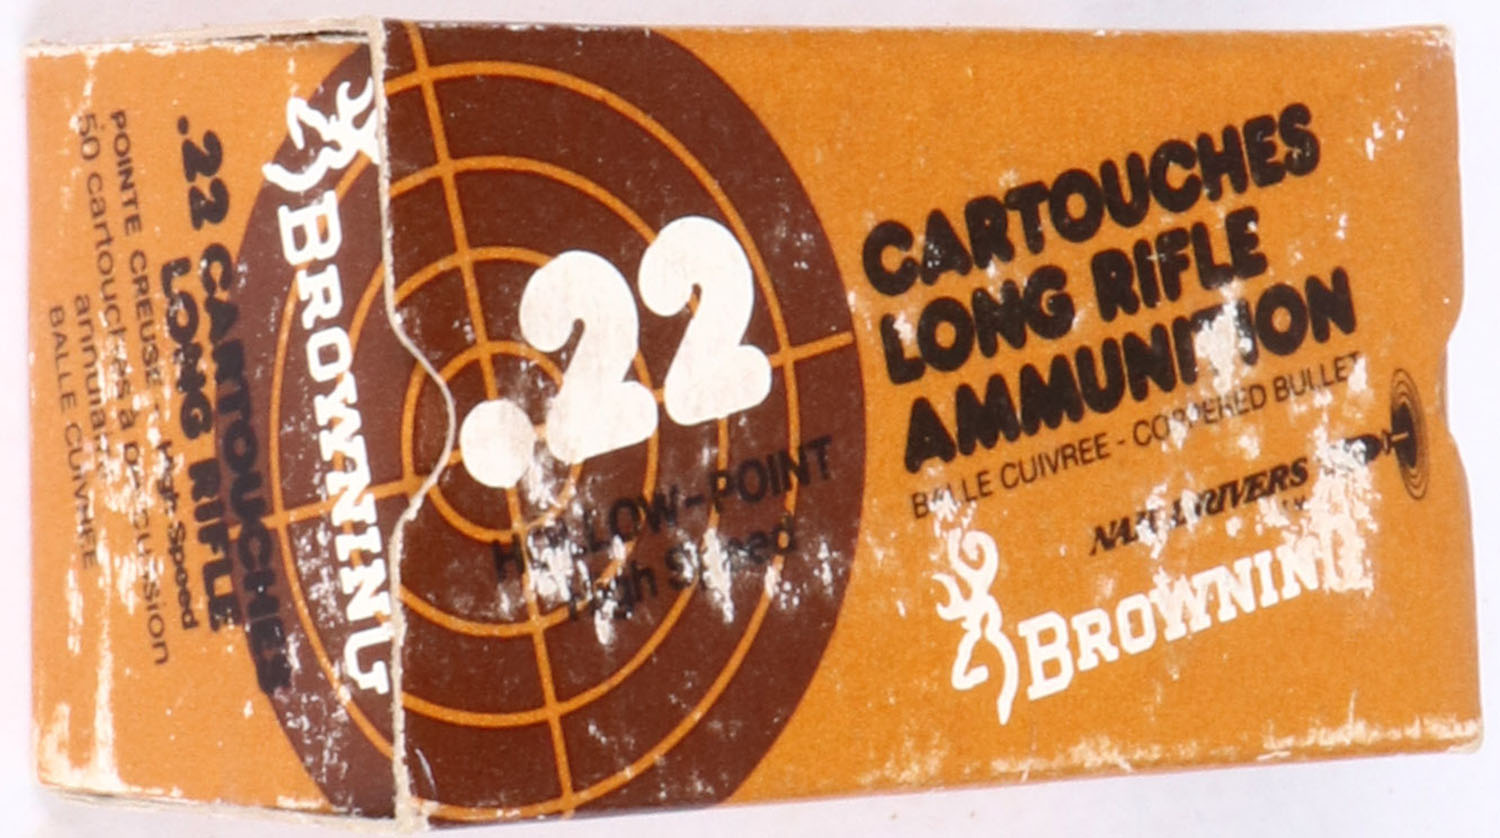 .22 CARTOUCHES
LONG RIFLE
POINTE CREUSE - High Speed
50 cartouches à percussion
annulaire
BALLE CUIVREE
BROWNING
.22
HOLLOW-POINT
High Speed
CARTOUCHES
LONG RIFLE
AMMUNITION
BALLE CUIVREE - COPPERED BULLET
BROWNING